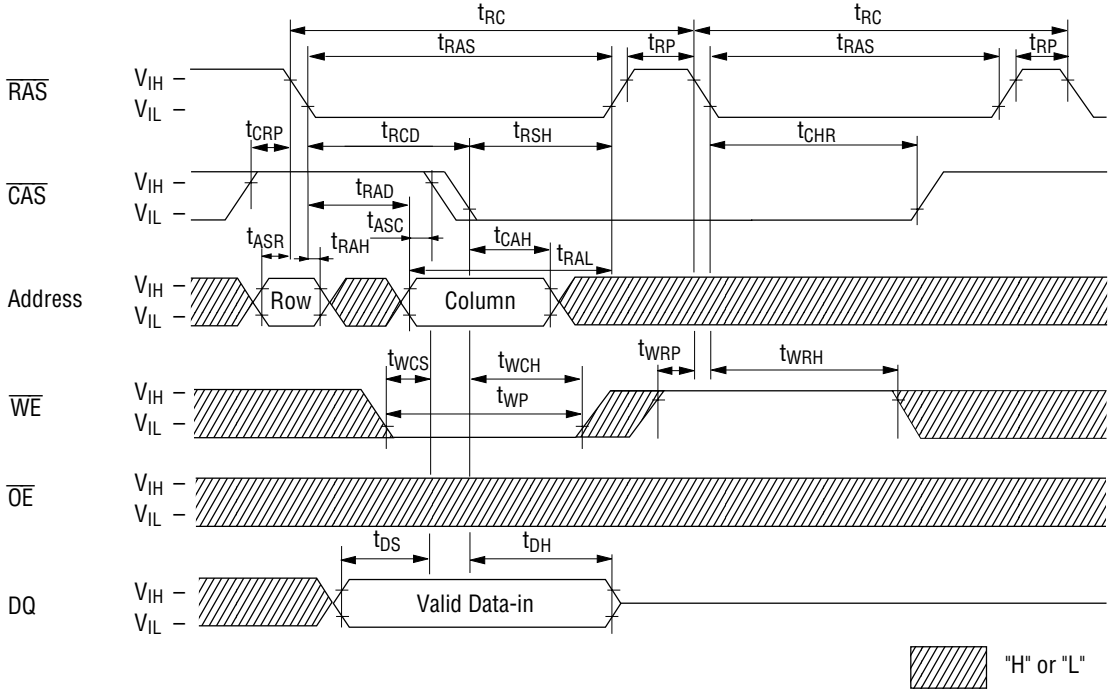 tRC tRC
tRAS tRP tRAS tRP
RAS VIH –
VIL –
tCRP tRCD tRSH tCHR
CAS VIH –
VIL –
tRAD
tASC
tASR tRAH tCAH
tRAL
Address VIH –
VIL –
Row Column
tWCS tWCH tWRP tWRH
tWP
WE VIH –
VIL –
OE VIH –
VIL –
tDS tDH
DQ VIH –
VIL –
Valid Data-in
"H" or "L"